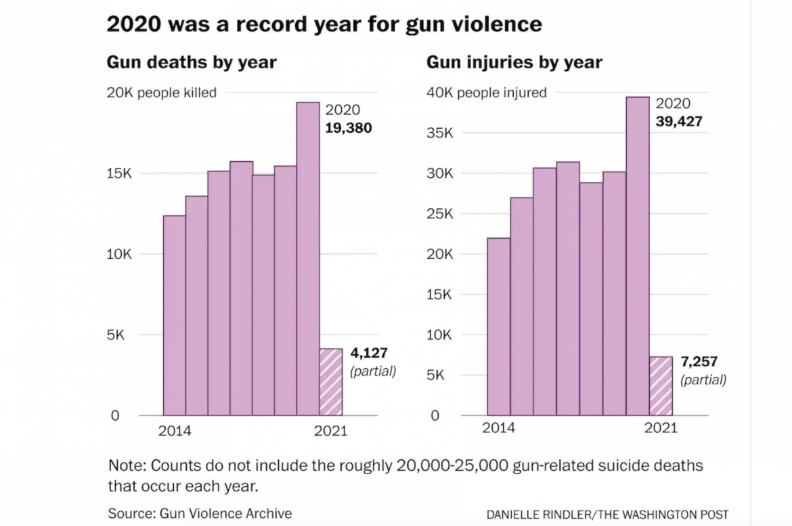 2020 was a record year for gun violence
Gun deaths by year
20K people killed
2020
19,380
15K
10K
5K
4,127
(partial)
0
2014
2021
Gun injuries by year
40K people injured
2020
39,427
35K
30K
25K
20K
15K
10K
7,257
(partial)
5K
0
2014
2021
Note: Counts do not include the roughly 20,000-25,000 gun-related suicide deaths
that occur each year.
Source: Gun Violence Archive
DANIELLE RINDLER/THE WASHINGTON POST